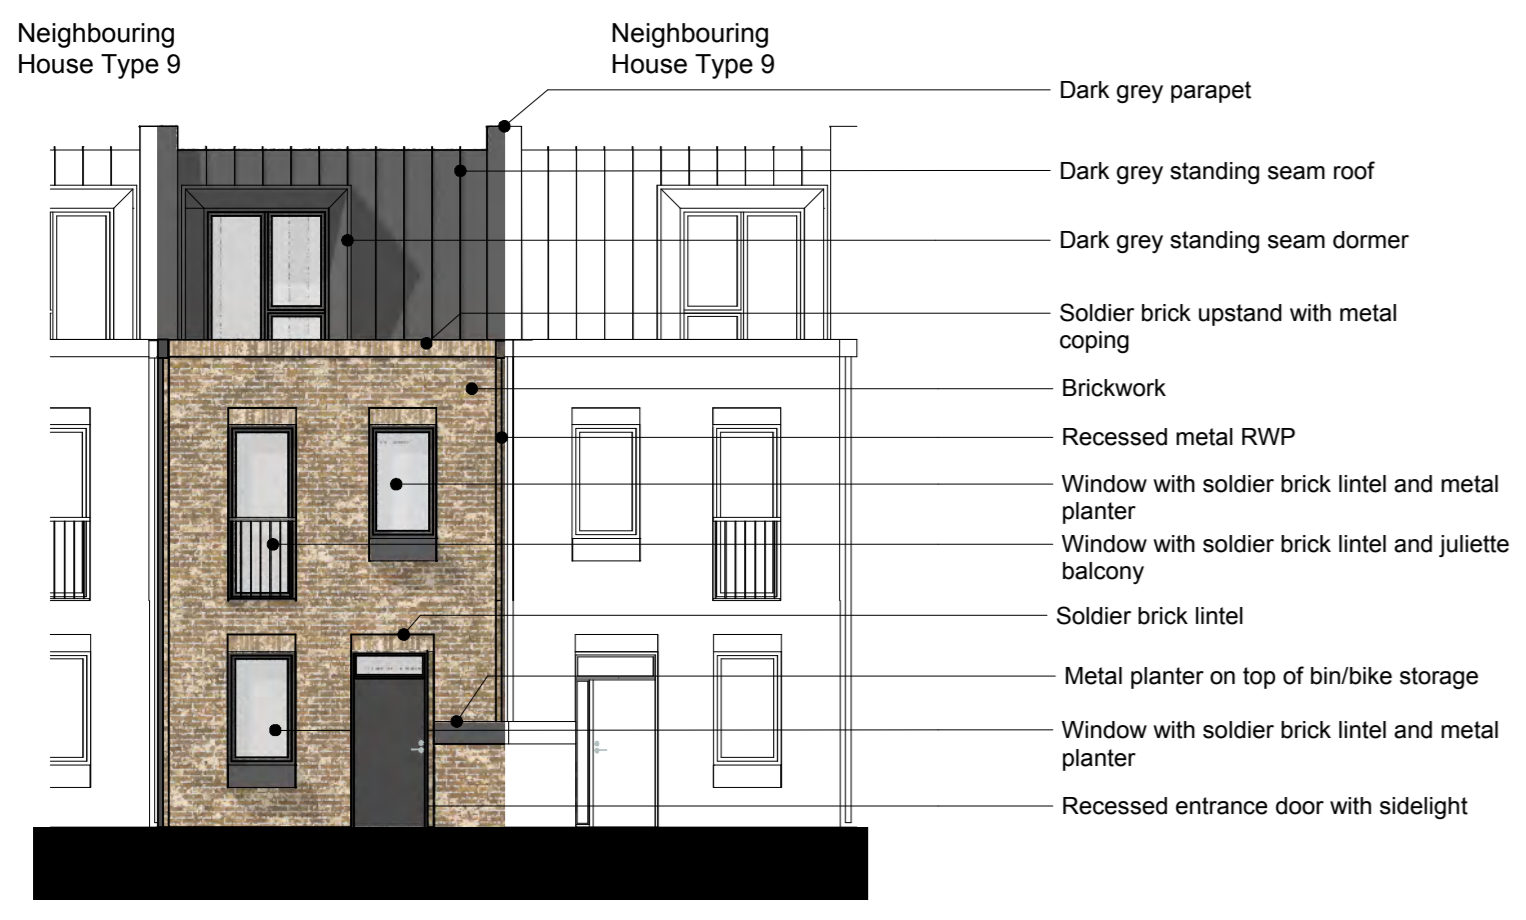 Neighbouring
House Type 9
Neighbouring
House Type 9
Dark grey parapet
Dark grey standing seam roof
Dark grey standing seam dormer
Soldier brick upstand with metal
coping
Brickwork
Recessed metal RWP
Window with soldier brick lintel and metal
planter
Window with soldier brick lintel and juliette
balcony
Soldier brick lintel
Metal planter on top of bin/bike storage
Window with soldier brick lintel and metal
planter
Recessed entrance door with sidelight